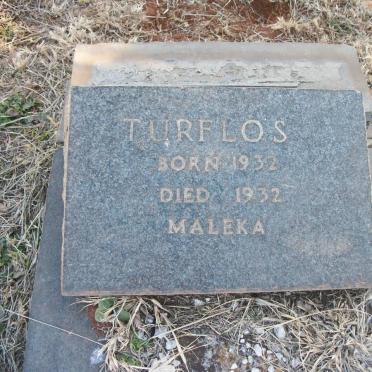 TURFLOS
BORN 1932
DIED 1932
MALEKA